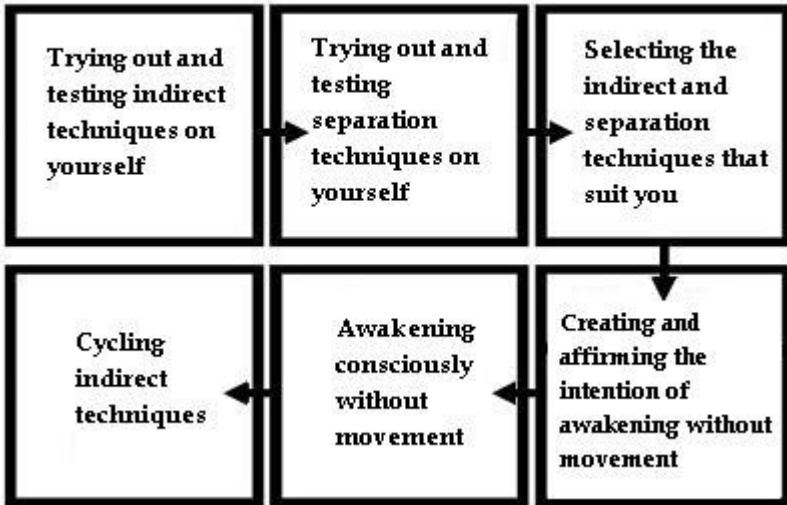 Trying out and
testing indirect
techniques on
yourself
Trying out and
testing
separation
techniques on
yourself
Selecting the
indirect and
separation
techniques that
suit you
Creating and
affirming the
intention of
awakening without
movement
Awakening
consciously
without
movement
Cycling
indirect
techniques